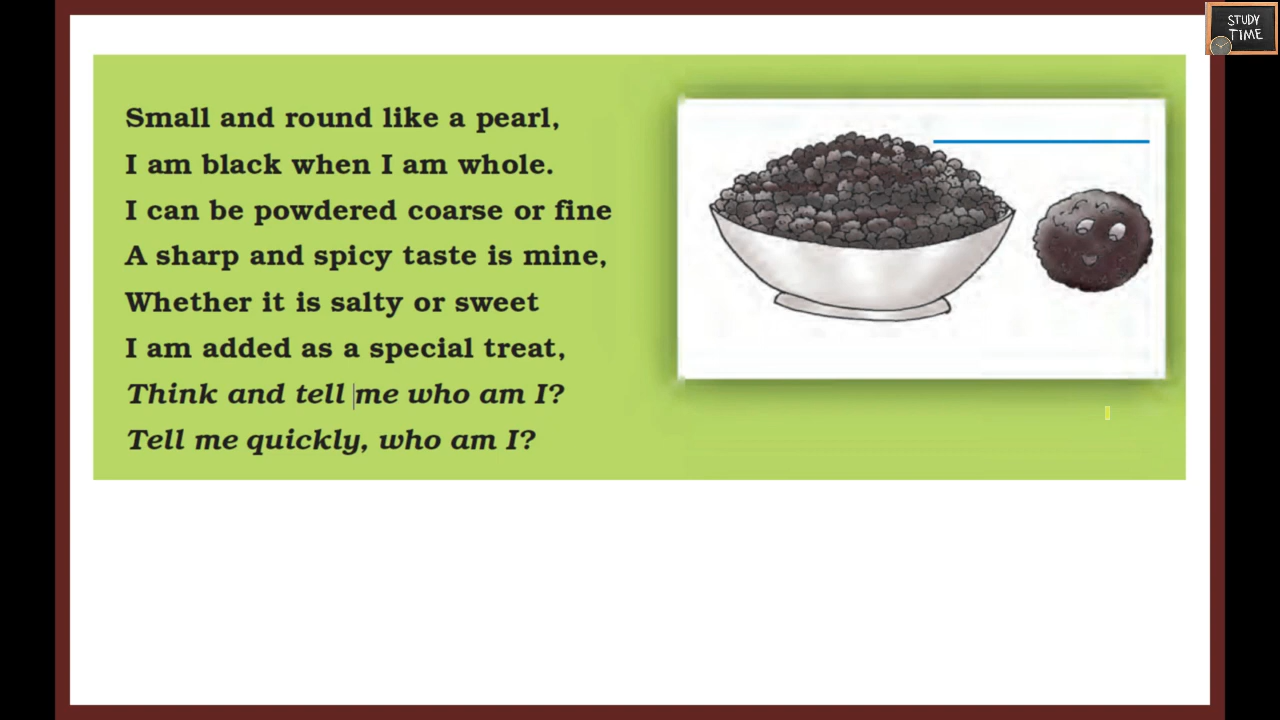 STUDY
TIME
Small and round like a pearl,
I am black when I am whole.
I can be powdered coarse or fine
A sharp and spicy taste is mine,
Whether it is salty or sweet
I am added as a special treat,
Think and tell me who am I?
Tell me quickly, who am I?